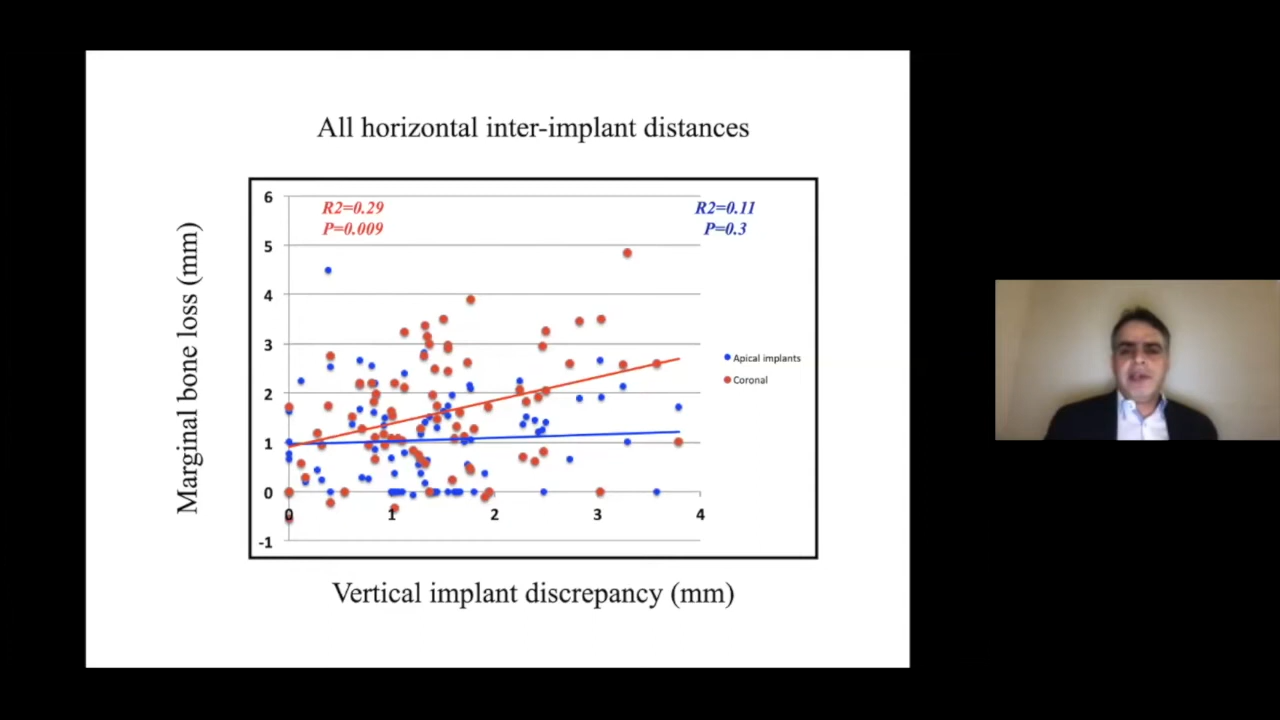 All horizontal inter-implant distances
Marginal bone loss (mm)
6
5
4
3
2
1
0
-1
R2=0.29
P=0.009
R2=0.11
P=0.3
Apical implants
Coronal
0 1 2 3 4
Vertical implant discrepancy (mm)